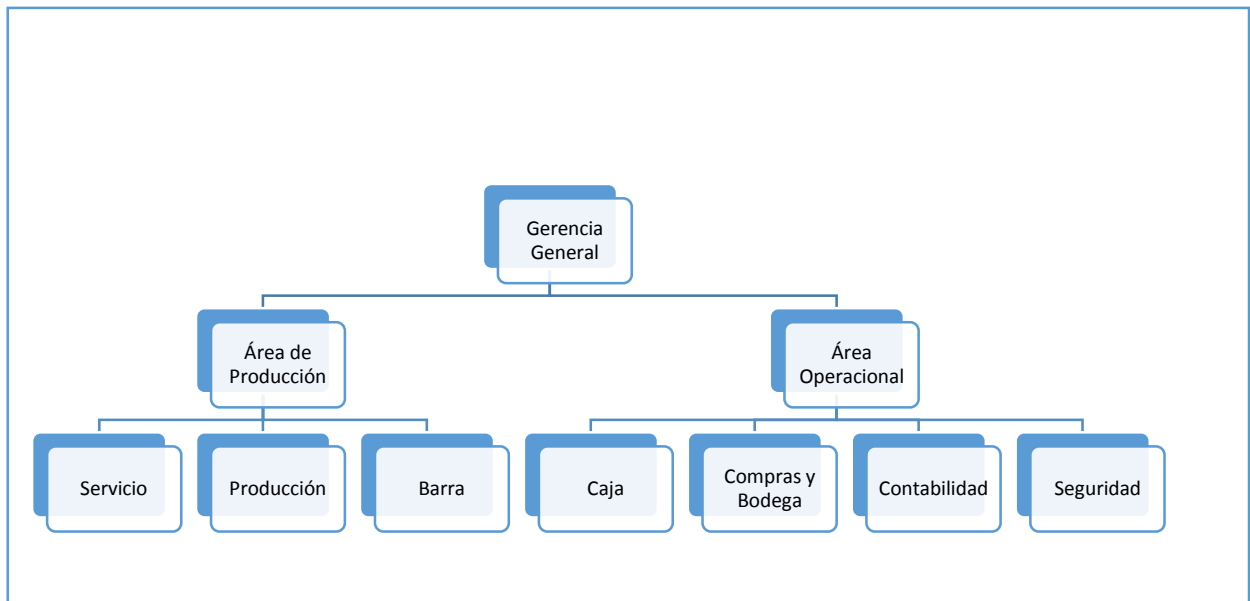 Gerencia
General
Área de
Producción
Área
Operacional
Servicio
Producción
Barra
Caja
Compras y
Bodega
Contabilidad
Seguridad